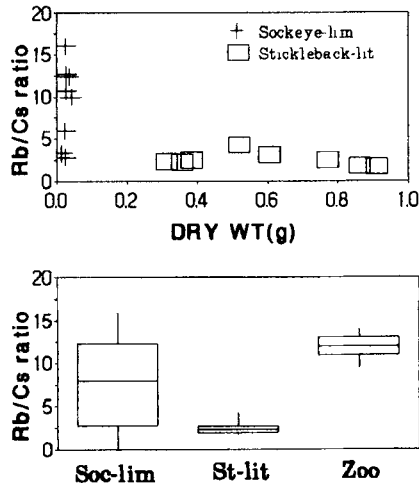 20
15
10
5
0
Rb/Cs ratio
+ Sockeye-lim
□ Stickleback-lit
0.0 0.2 0.4 0.6 0.8 1.0
DRY WT(g)
20
15
10
5
0
Rb/Cs ratio
Soc-lim St-lit Zoo